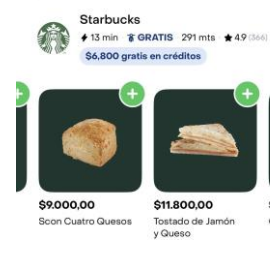 Starbucks
13 min GRATIS 291 mts ★ 4.9 (366)
$6,800 gratis en créditos
+ + +
$9.000,00 $11.800,00
Scon Cuatro Quesos Tostado de Jamón
y Queso